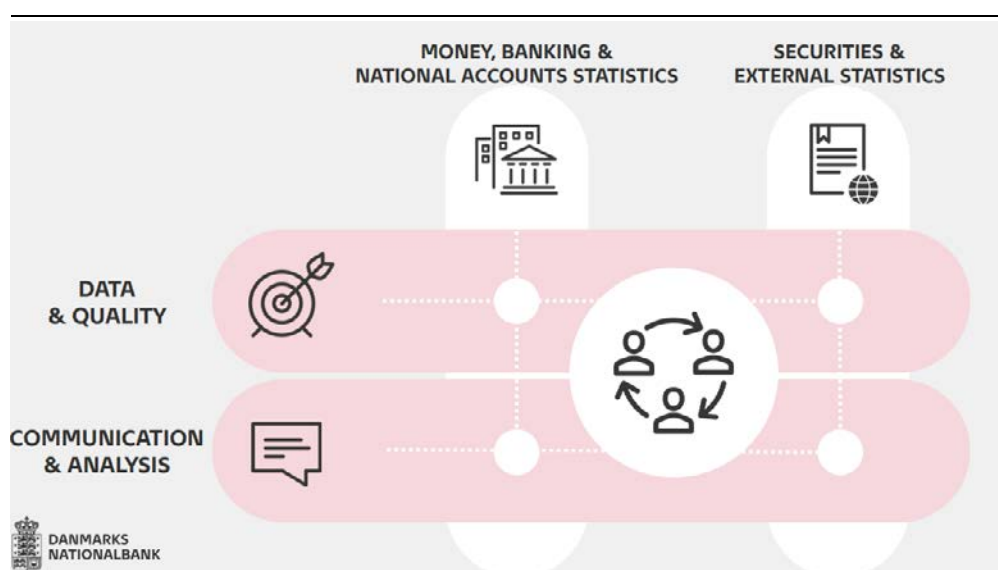 MONEY, BANKING &
NATIONAL ACCOUNTS STATISTICS
SECURITIES &
EXTERNAL STATISTICS
DATA
& QUALITY
COMMUNICATION
& ANALYSIS
DANMARKS
NATIONALBANK